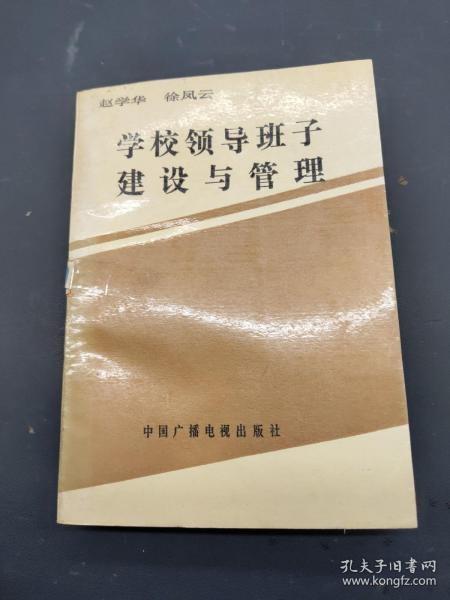 赵学华 徐凤云
学校领导班子
建设与管理
中国广播电视出版社
孔夫子旧书网
www.kongfz.com